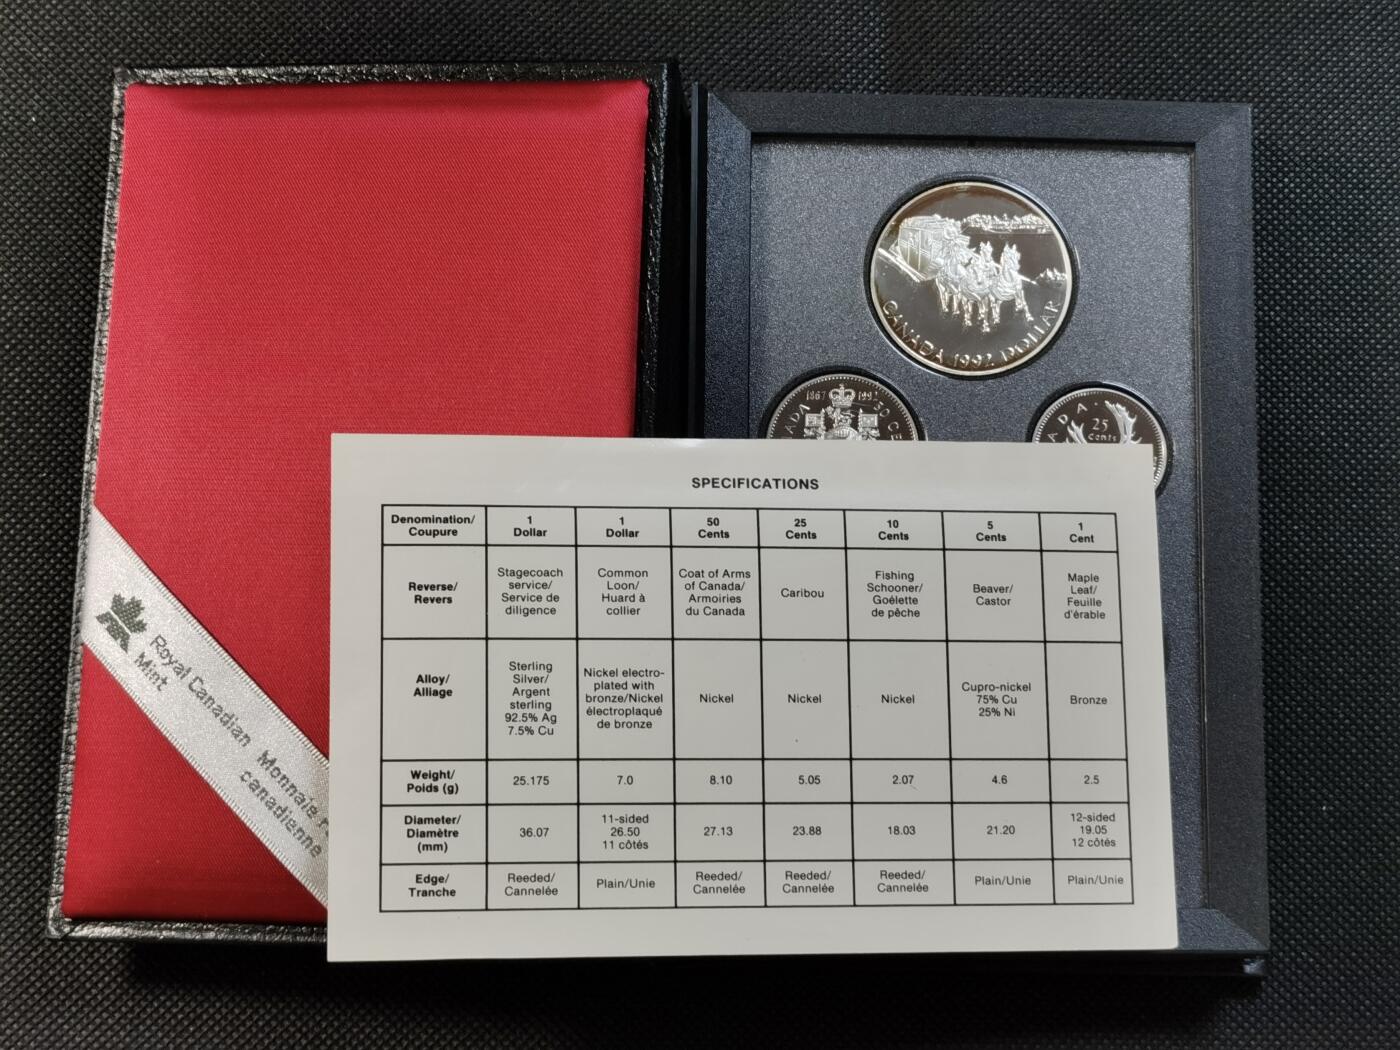 CANADA 1992 DOLLAR
1867 1992
50 CE
25
Cents
SPECIFICATIONS
Denomination/ Coupure
1 Dollar
1 Dollar
50 Cents
25 Cents
10 Cents
5 Cents
1 Cent
Reverse/ Revers
Stagecoach service/ Service de diligence
Common Loon/ Huard à collier
Coat of Arms of Canada/ Armoiries du Canada
Caribou
Fishing Schooner/ Goélette de pêche
Beaver/ Castor
Maple Leaf/ Feuille d'érable
Alloy/ Alliage
Sterling Silver/ Argent sterling 92.5% Ag 7.5% Cu
Nickel electro- plated with bronze/Nickel électroplaqué de bronze
Nickel
Nickel
Nickel
Cupro-nickel 75% Cu 25% Ni
Bronze
Weight/ Poids (g)
25.175
7.0
8.10
5.05
2.07
4.6
2.5
Diameter/ Diamètre (mm)
36.07
11-sided 26.50 11 côtés
27.13
23.88
18.03
21.20
12-sided 19.05 12 côtés
Edge/ Tranche
Reeded/ Cannelée
Plain/Unie
Reeded/ Cannelée
Reeded/ Cannelée
Reeded/ Cannelée
Plain/Unie
Plain/Unie
Royal Canadian
Mint
Monnaie r
canadienne